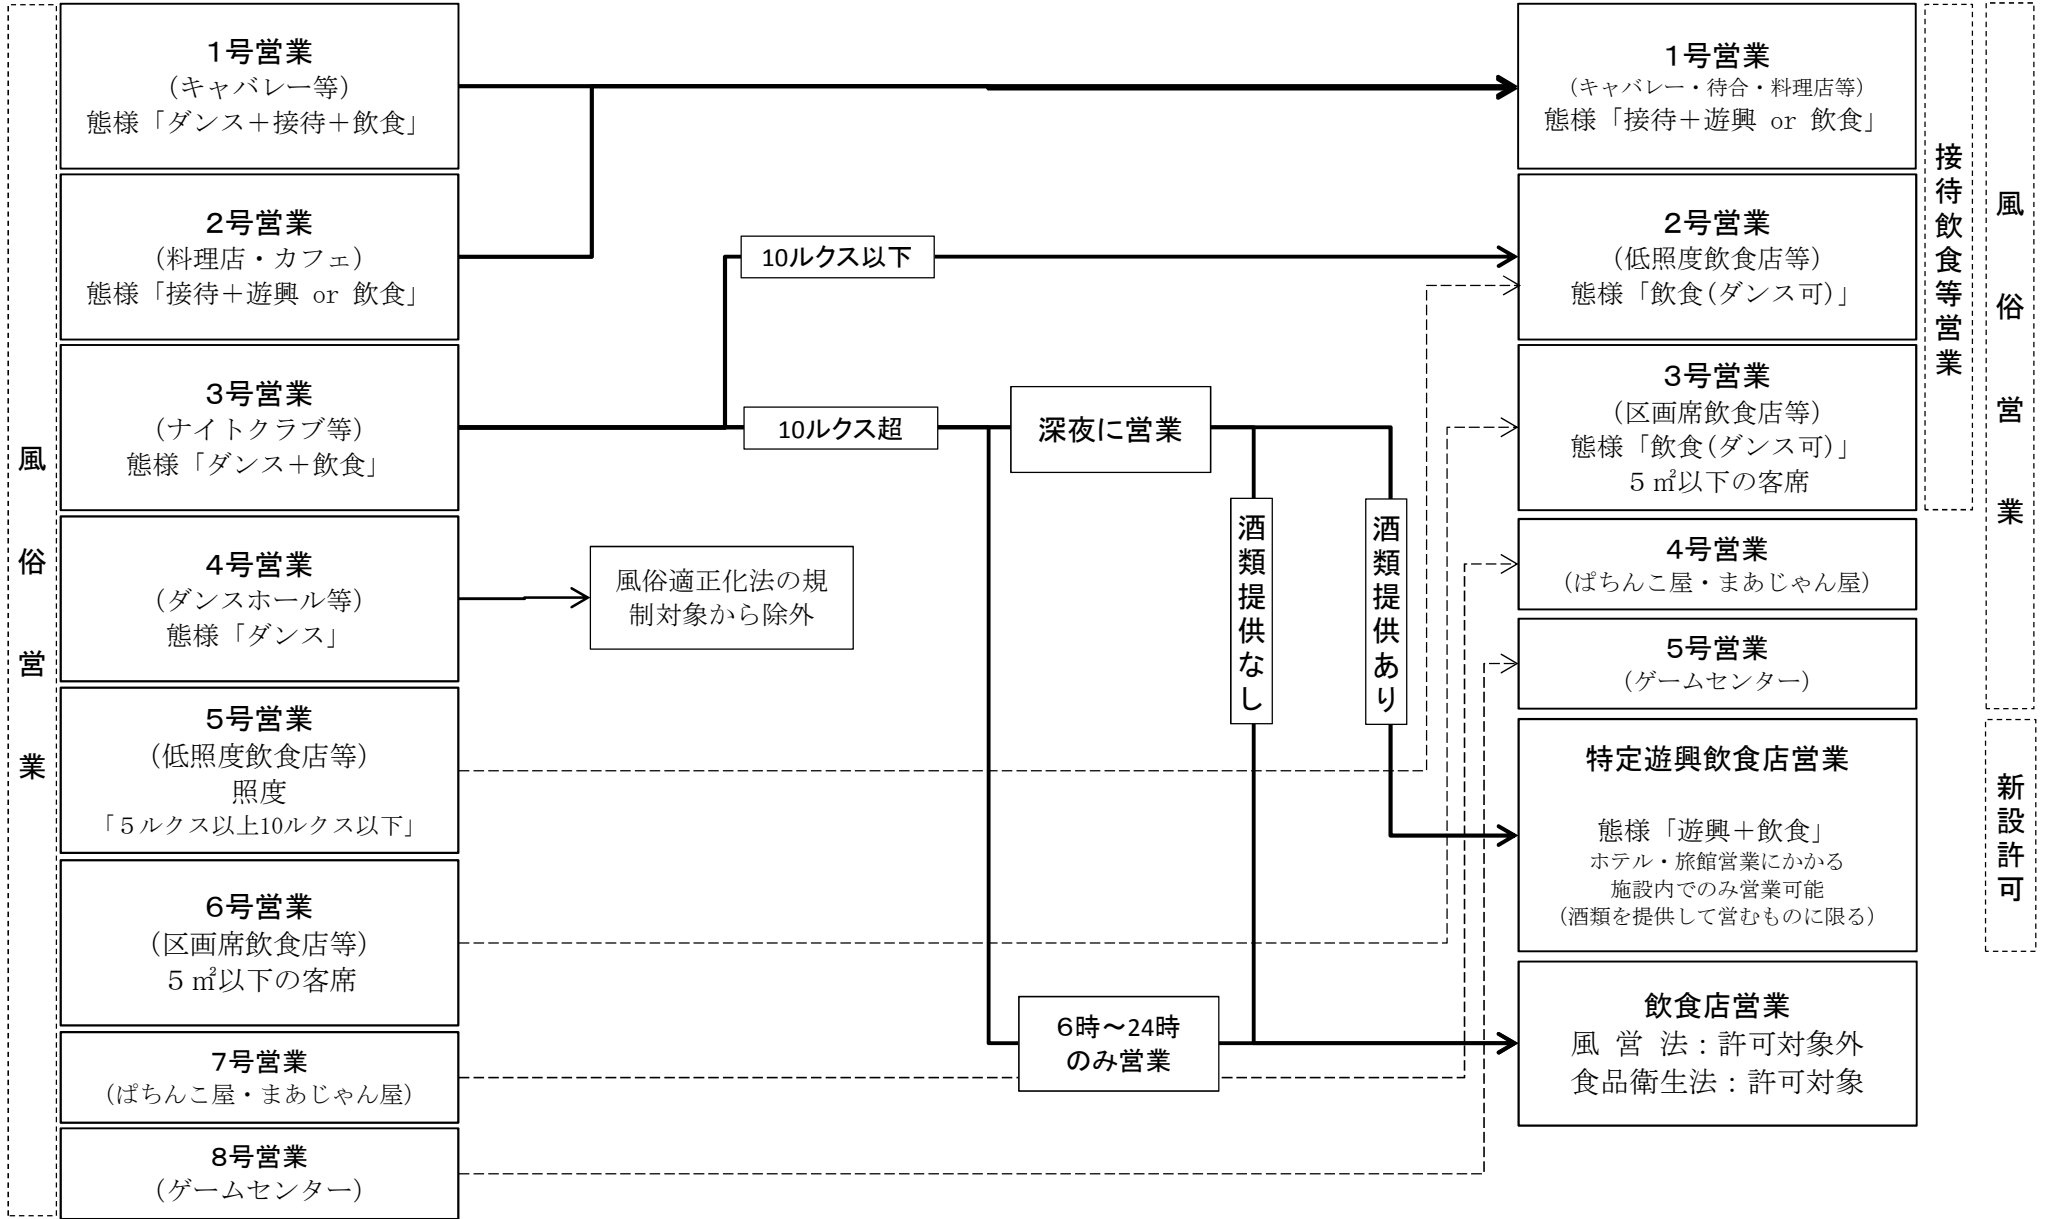 風俗営業
1号営業
(キャバレー等)
態様「ダンス+接待+飲食」
2号営業
(料理店・カフェ)
態様「接待+遊興 or 飲食」
3号営業
(ナイトクラブ等)
態様「ダンス+飲食」
4号営業
(ダンスホール等)
態様「ダンス」
5号営業
(低照度飲食店等)
照度
「5ルクス以上10ルクス以下」
6号営業
(区画席飲食店等)
5㎡以下の客席
7号営業
(ぱちんこ屋・まあじゃん屋)
8号営業
(ゲームセンター)
10ルクス以下
10ルクス超
深夜に営業
風俗適正化法の規
制対象から除外
酒類提供なし
酒類提供あり
6時～24時
のみ営業
1号営業
(キャバレー・待合・料理店等)
態様「接待+遊興 or 飲食」
2号営業
(低照度飲食店等)
態様「飲食(ダンス可)」
3号営業
(区画席飲食店等)
態様「飲食(ダンス可)」
5㎡以下の客席
4号営業
(ぱちんこ屋・まあじゃん屋)
5号営業
(ゲームセンター)
特定遊興飲食店営業
態様「遊興+飲食」
ホテル・旅館営業にかかる
施設内でのみ営業可能
(酒類を提供して営むものに限る)
飲食店営業
風 営 法:許可対象外
食品衛生法:許可対象
接待飲食等営業
風俗営業
新設許可